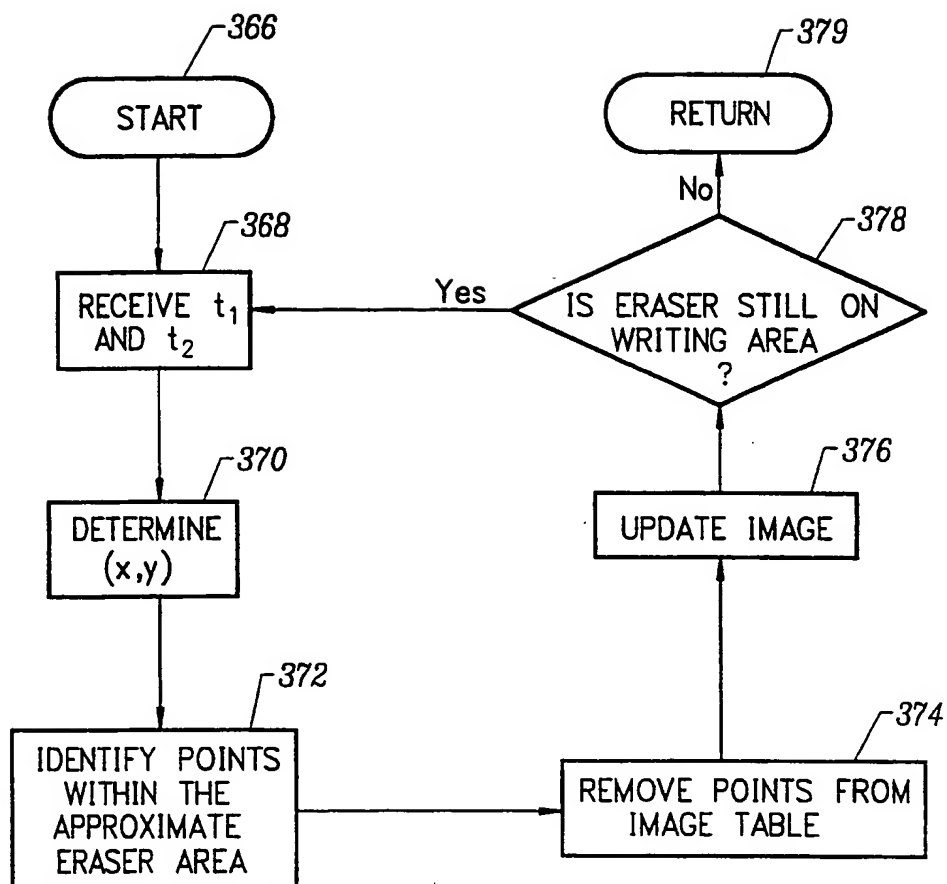 366
START
368
RECEIVE t₁
AND t₂
370
DETERMINE
(x,y)
372
IDENTIFY POINTS
WITHIN THE
APPROXIMATE
ERASER AREA
374
REMOVE POINTS FROM
IMAGE TABLE
376
UPDATE IMAGE
378
IS ERASER STILL ON
WRITING AREA
?
Yes
No
379
RETURN